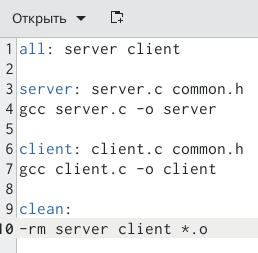 Открыть
1 all: server client
2
3 server: server.c common.h
4 gcc server.c -o server
5
6 client: client.c common.h
7 gcc client.c -o client
8
9 clean:
10 -rm server client *.o